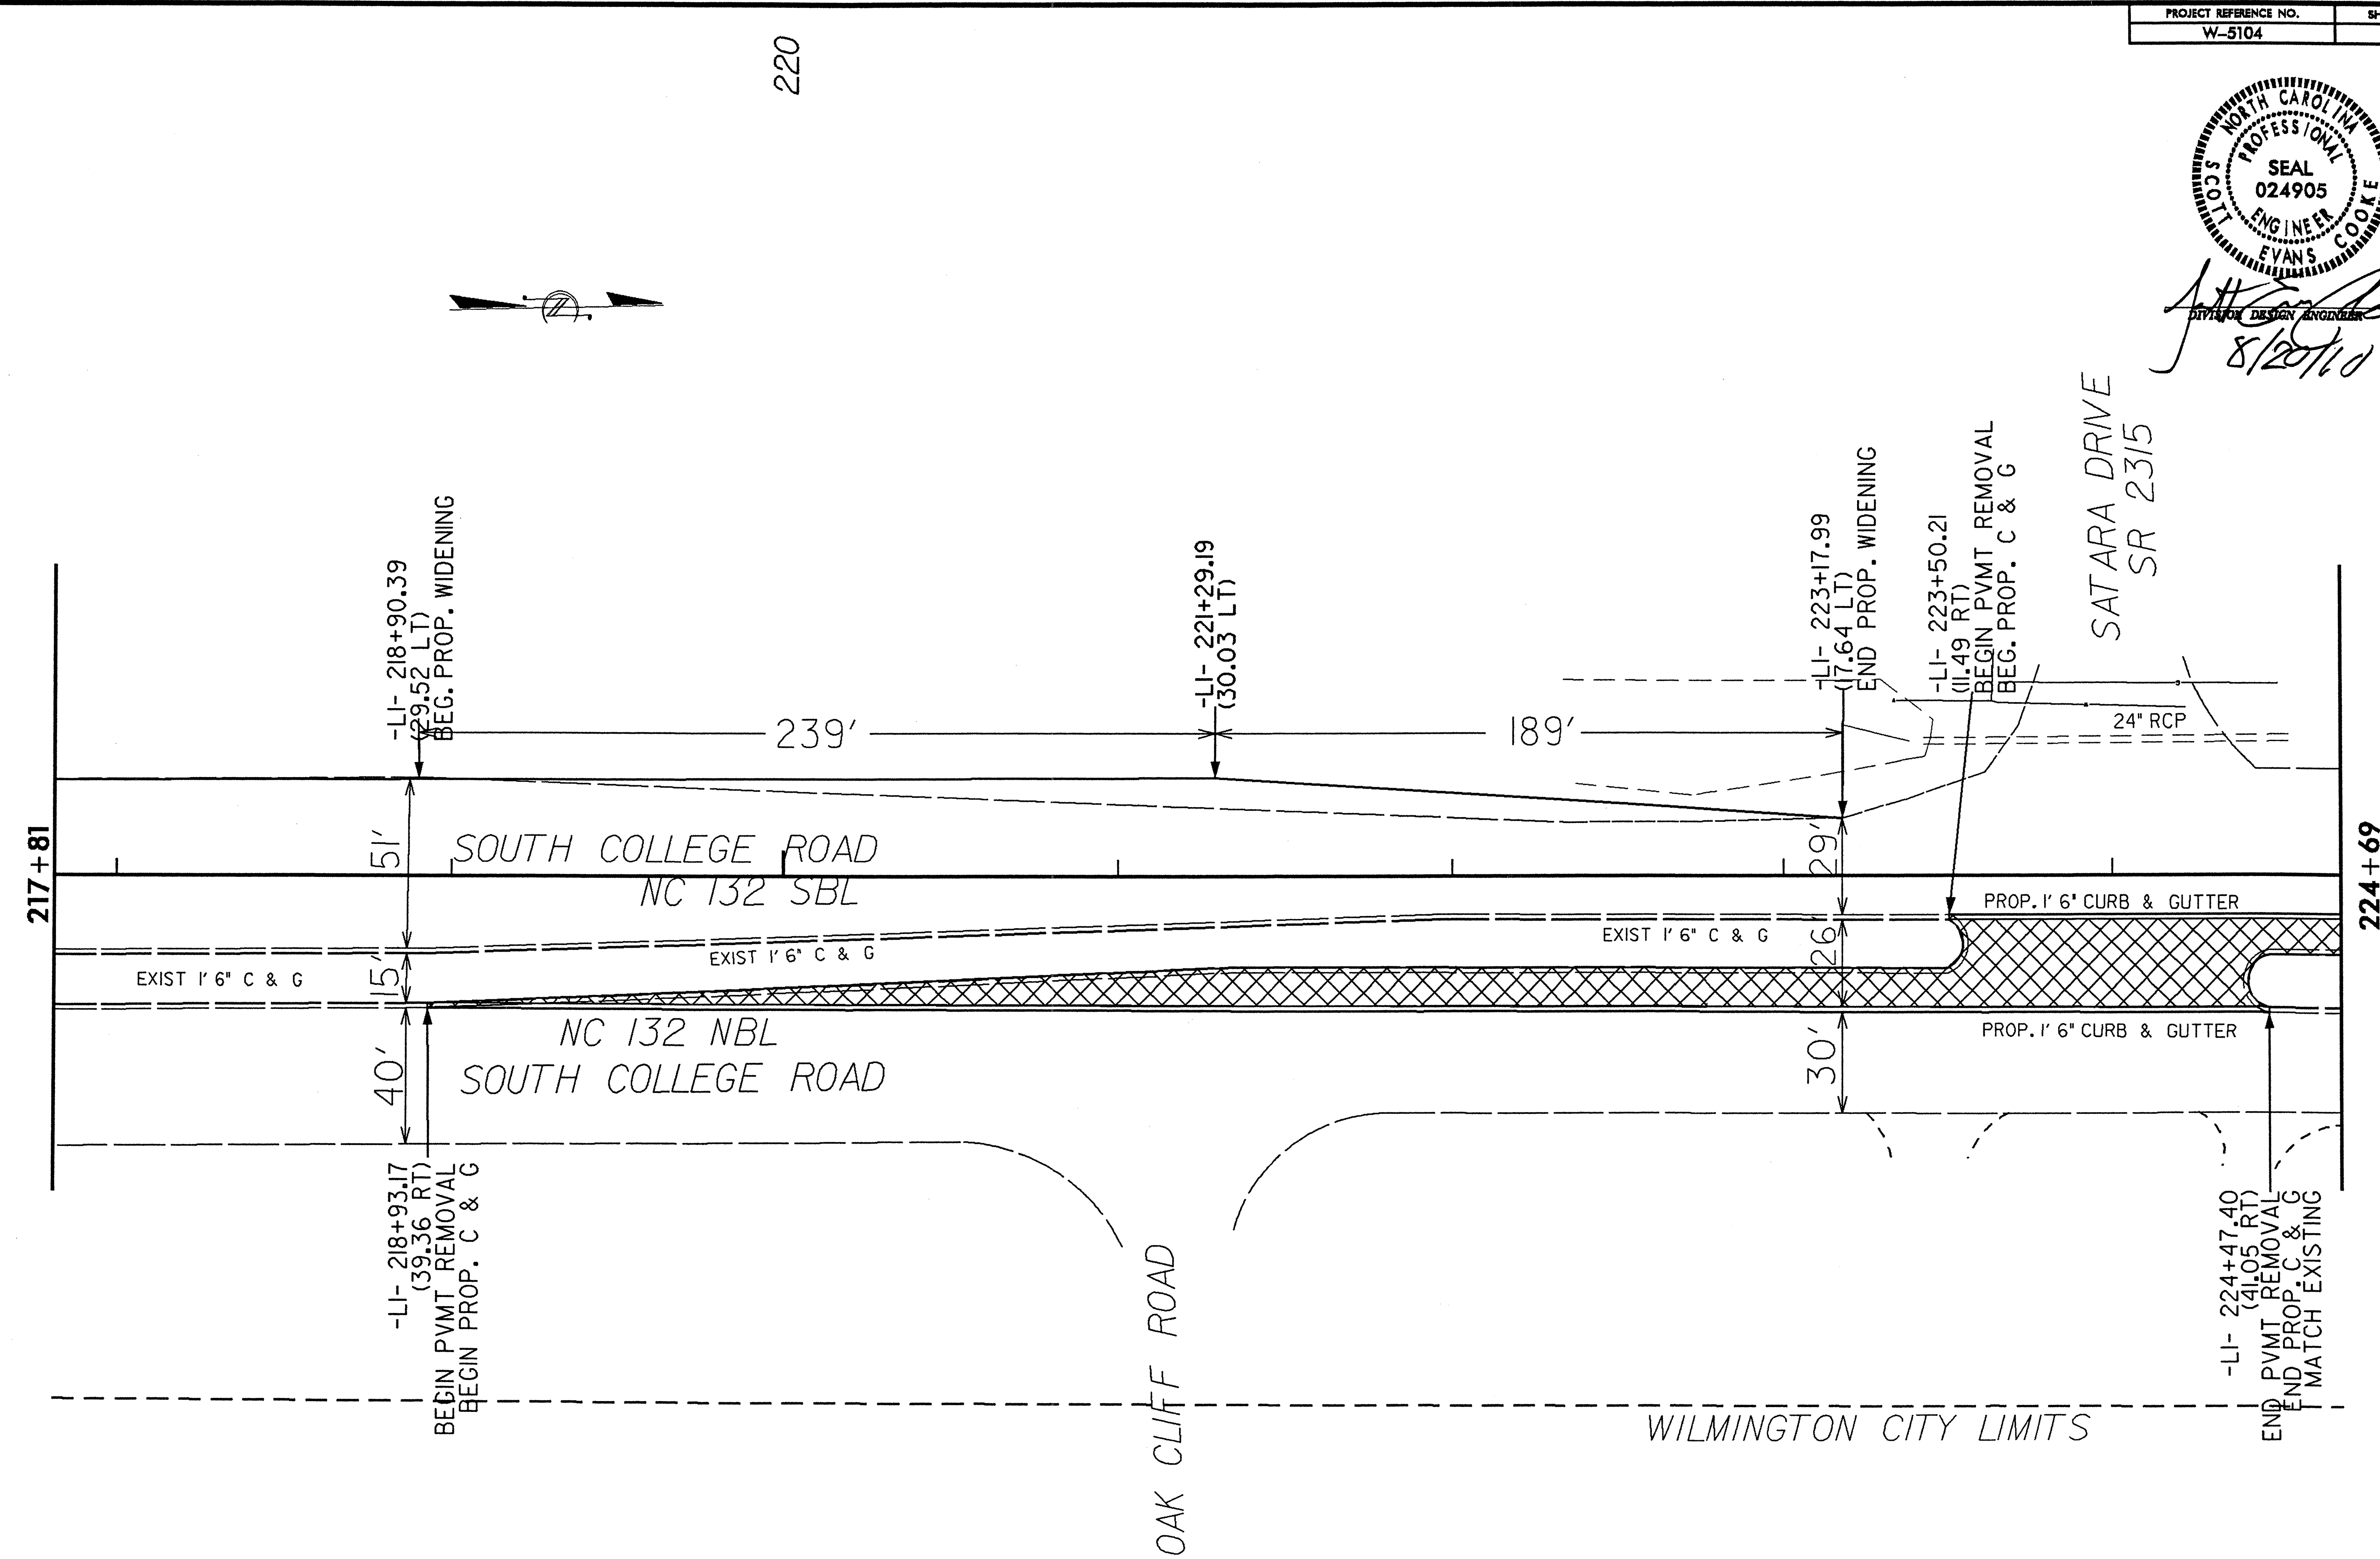 PROJECT REFERENCE NO.
W-5104
220
NORTH CAROLINA
PROFESSIONAL
SEAL
024905
ENGINEER
SCOTT EVANS COOKE
DIVISION DESIGN ENGINEER
8/20/10
SATARA DRIVE
SR 2315
-L1- 218+90.39
(29.52 LT)
BEG. PROP. WIDENING
-L1- 221+29.19
(30.03 LT)
-L1- 223+17.99
(17.64 LT)
END PROP. WIDENING
-L1- 223+50.21
(11.49 RT)
BEGIN PVMT REMOVAL
BEG. PROP. C & G
239'
189'
24" RCP
217+81
224+69
51'
SOUTH COLLEGE ROAD
NC 132 SBL
29'
PROP. 1' 6" CURB & GUTTER
EXIST 1' 6" C & G
EXIST 1' 6" C & G
EXIST 1' 6" C & G
15'
26'
NC 132 NBL
SOUTH COLLEGE ROAD
40'
30'
PROP. 1' 6" CURB & GUTTER
-L1- 218+93.17
(39.36 RT)
BEGIN PVMT REMOVAL
BEGIN PROP. C & G
OAK CLIFF ROAD
-L1- 224+47.40
(41.05 RT)
END PVMT REMOVAL
END PROP. C & G
MATCH EXISTING
WILMINGTON CITY LIMITS